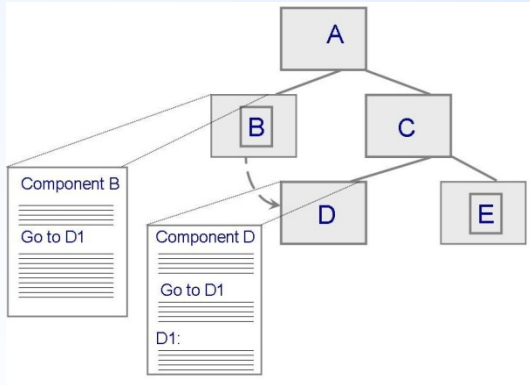 A
B
C
D
E
Component B
Go to D1
Component D
Go to D1
D1: